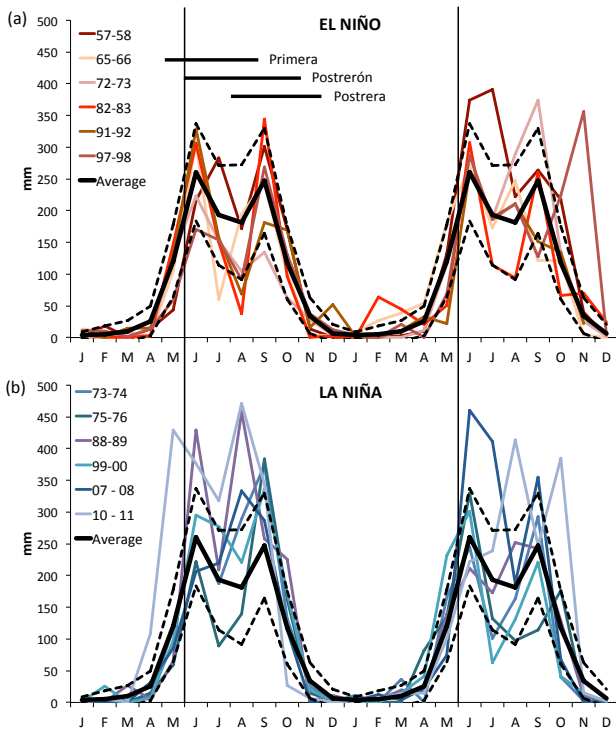 (a)
EL NIÑO
500
450
400
350
300
250
200
150
100
50
0
mm
57-58
65-66
72-73
82-83
91-92
97-98
Average
Primera
Postrerón
Postrera
J F M A M J J A S O N D J F M A M J J A S O N D
(b)
LA NIÑA
500
450
400
350
300
250
200
150
100
50
0
mm
73-74
75-76
88-89
99-00
07 - 08
10 - 11
Average
J F M A M J J A S O N D J F M A M J J A S O N D